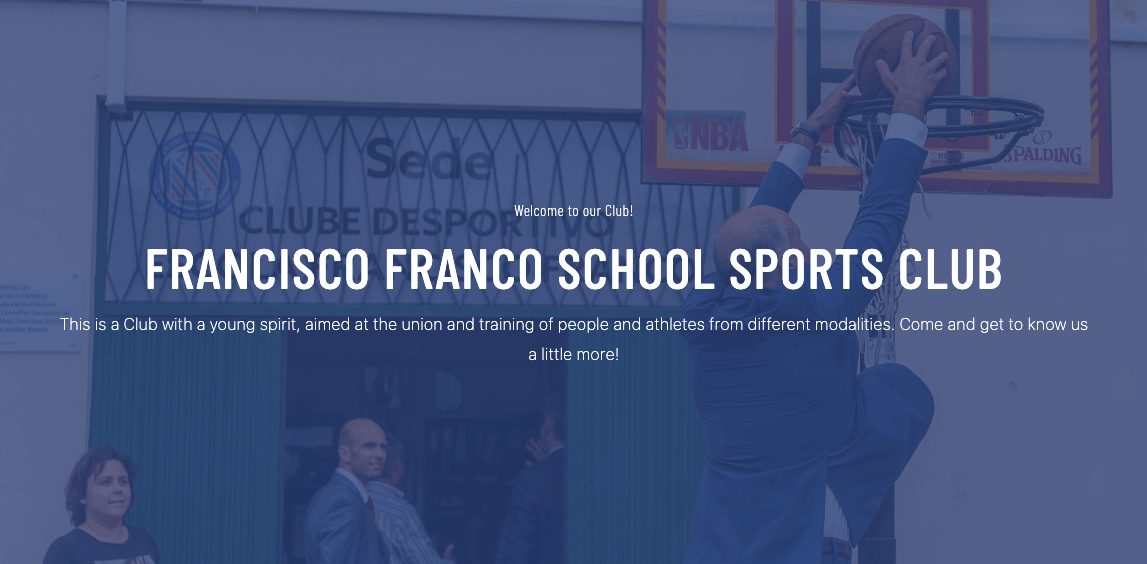 Sede
CLUBE DESPORTIVO
NBA
SPALDING
Welcome to our Club!
FRANCISCO FRANCO SCHOOL SPORTS CLUB
This is a Club with a young spirit, aimed at the union and training of people and athletes from different modalities. Come and get to know us
a little more!